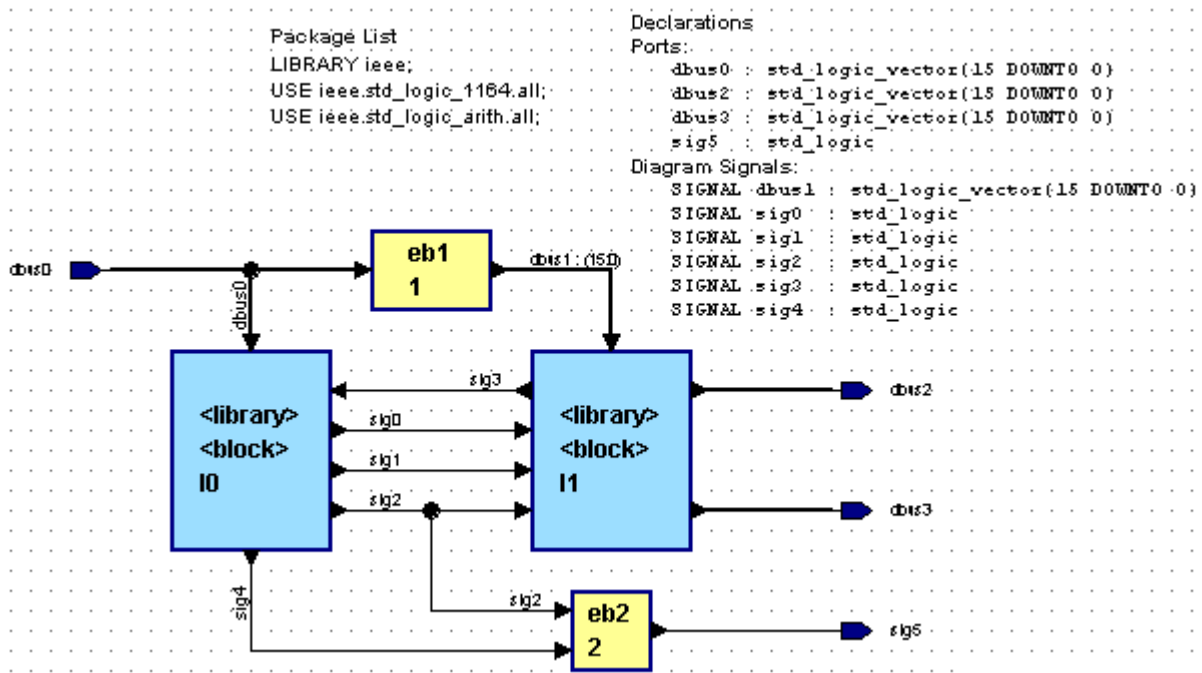 Package List
LIBRARY ieee;
USE ieee.std_logic_1164.all;
USE ieee.std_logic_arith.all;
Declarations
Ports:
dbus0 : std_logic_vector(15 DOWNTO 0)
dbus2 : std_logic_vector(15 DOWNTO 0)
dbus3 : std_logic_vector(15 DOWNTO 0)
sig5 : std_logic
Diagram Signals:
SIGNAL dbus1 : std_logic_vector(15 DOWNTO 0)
SIGNAL sig0 : std_logic
SIGNAL sig1 : std_logic
SIGNAL sig2 : std_logic
SIGNAL sig3 : std_logic
SIGNAL sig4 : std_logic
dbus0
dbus0
eb1
1
dbus1 : (15:0)
<library>
<block>
I0
sig3
sig0
sig1
sig2
<library>
<block>
I1
dbus2
dbus3
sig4
sig2
eb2
2
sig5